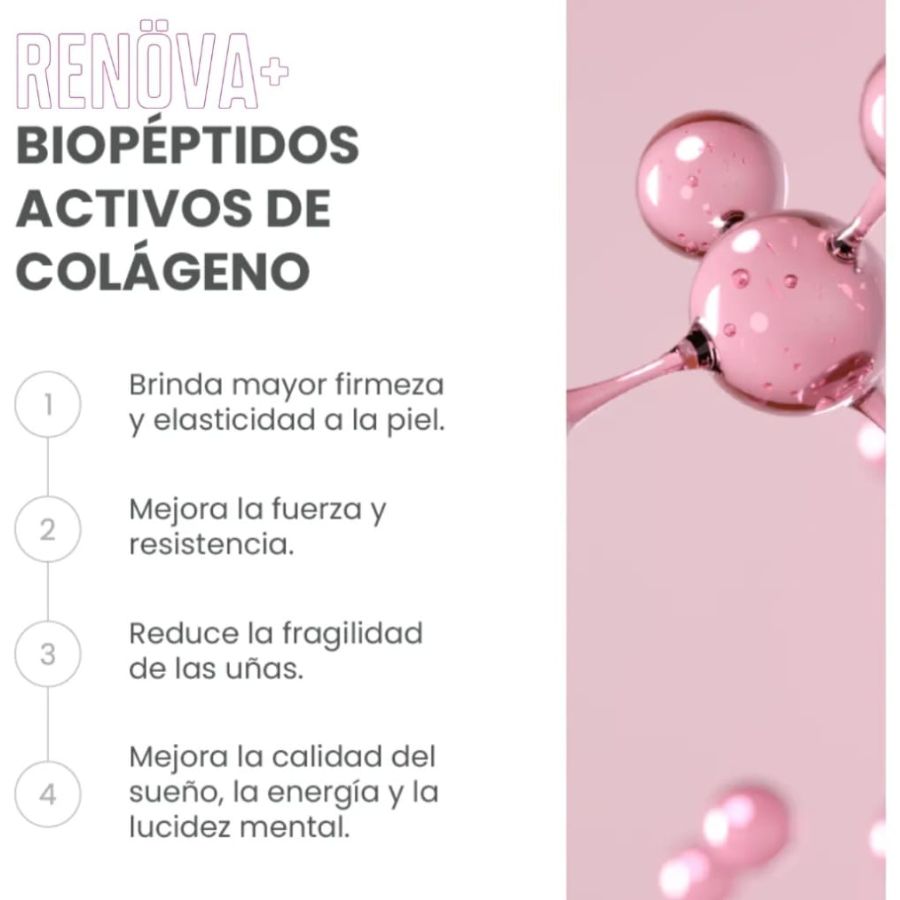 RENÖVA+
BIOPÉPTIDOS
ACTIVOS DE
COLÁGENO
1
Brinda mayor firmeza
y elasticidad a la piel.
2
Mejora la fuerza y
resistencia.
3
Reduce la fragilidad
de las uñas.
4
Mejora la calidad del
sueño, la energía y la
lucidez mental.